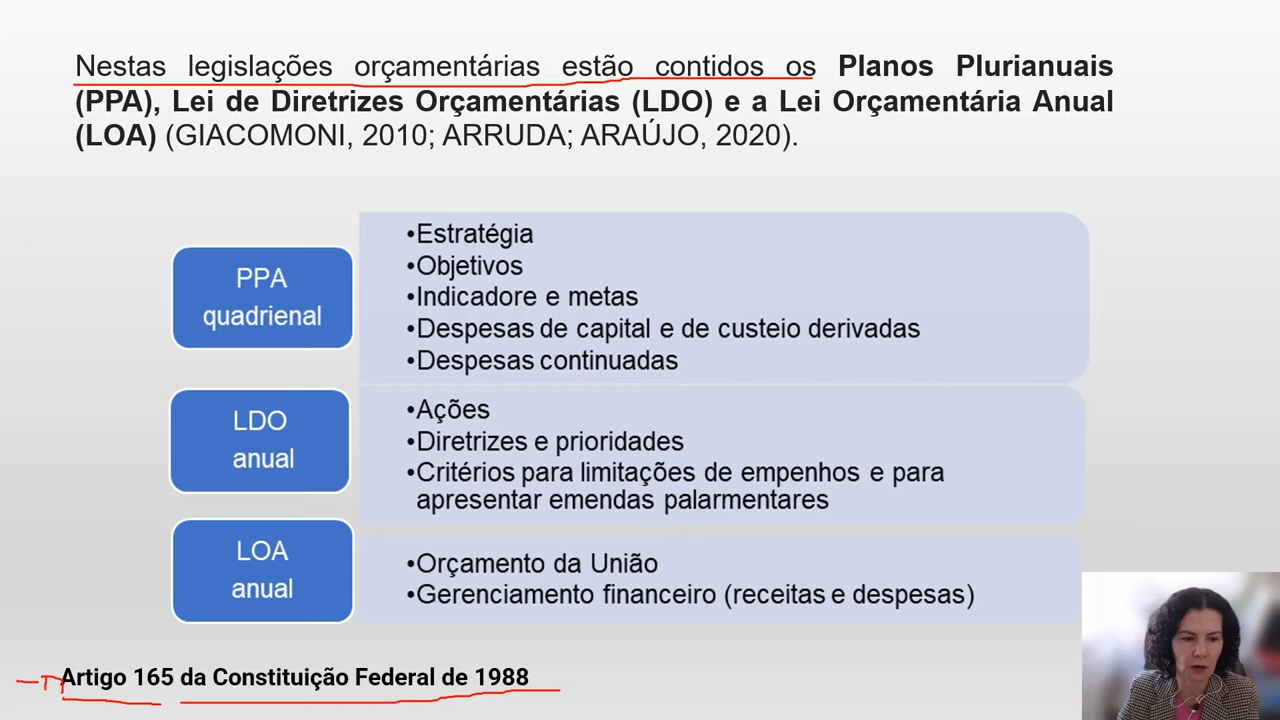 Nestas legislações orçamentárias estão contidos os Planos Plurianuais
(PPA), Lei de Diretrizes Orçamentárias (LDO) e a Lei Orçamentária Anual
(LOA) (GIACOMONI, 2010; ARRUDA; ARAÚJO, 2020).
PPA
quadrienal
•Estratégia
•Objetivos
•Indicadore e metas
•Despesas de capital e de custeio derivadas
•Despesas continuadas
LDO
anual
•Ações
•Diretrizes e prioridades
•Critérios para limitações de empenhos e para
apresentar emendas palarmentares
LOA
anual
•Orçamento da União
•Gerenciamento financeiro (receitas e despesas)
Artigo 165 da Constituição Federal de 1988